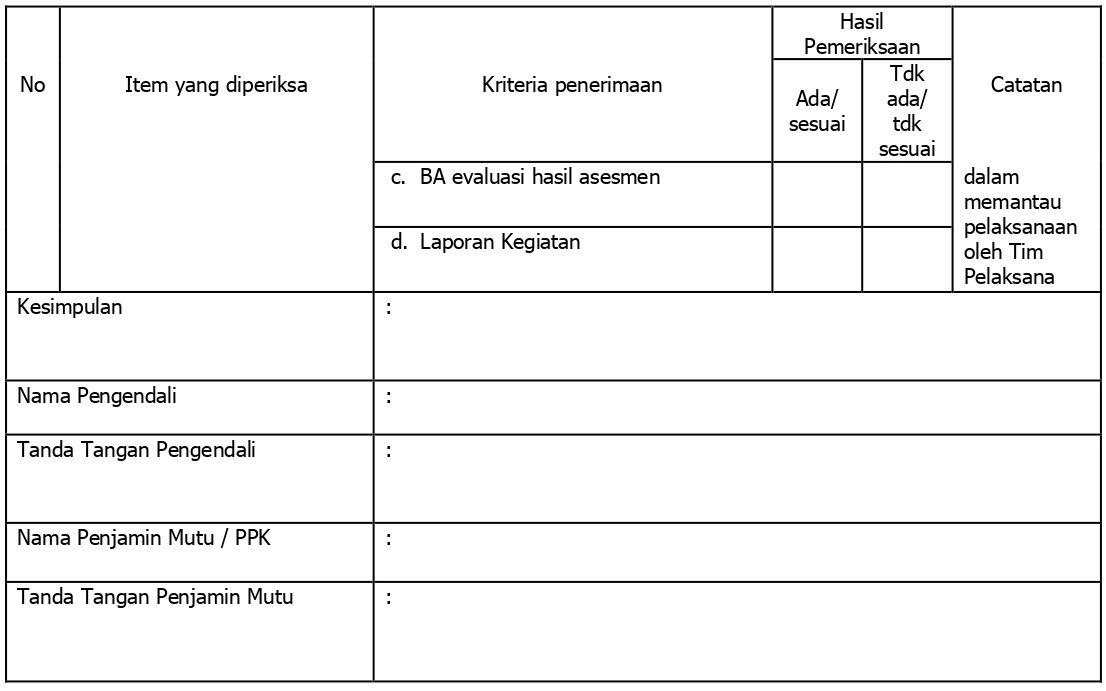 No
Item yang diperiksa
Kriteria penerimaan
Hasil
Pemeriksaan
Ada/
sesuai
Tdk
ada/
tdk
sesuai
Catatan
c. BA evaluasi hasil asesmen
d. Laporan Kegiatan
dalam
memantau
pelaksanaan
oleh Tim
Pelaksana
Kesimpulan :
Nama Pengendali :
Tanda Tangan Pengendali :
Nama Penjamin Mutu / PPK :
Tanda Tangan Penjamin Mutu :